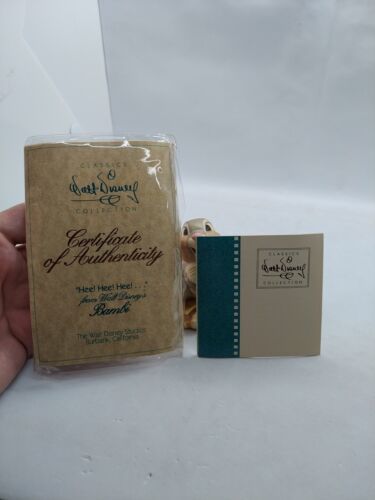 CLASSICS
Walt Disney
COLLECTION
Certificate
of Authenticity
"Hee! Hee! Hee! . . ."
from Walt Disney's
Bambi
The Walt Disney Studios
Burbank, California
CLASSICS
Walt Disney
COLLECTION